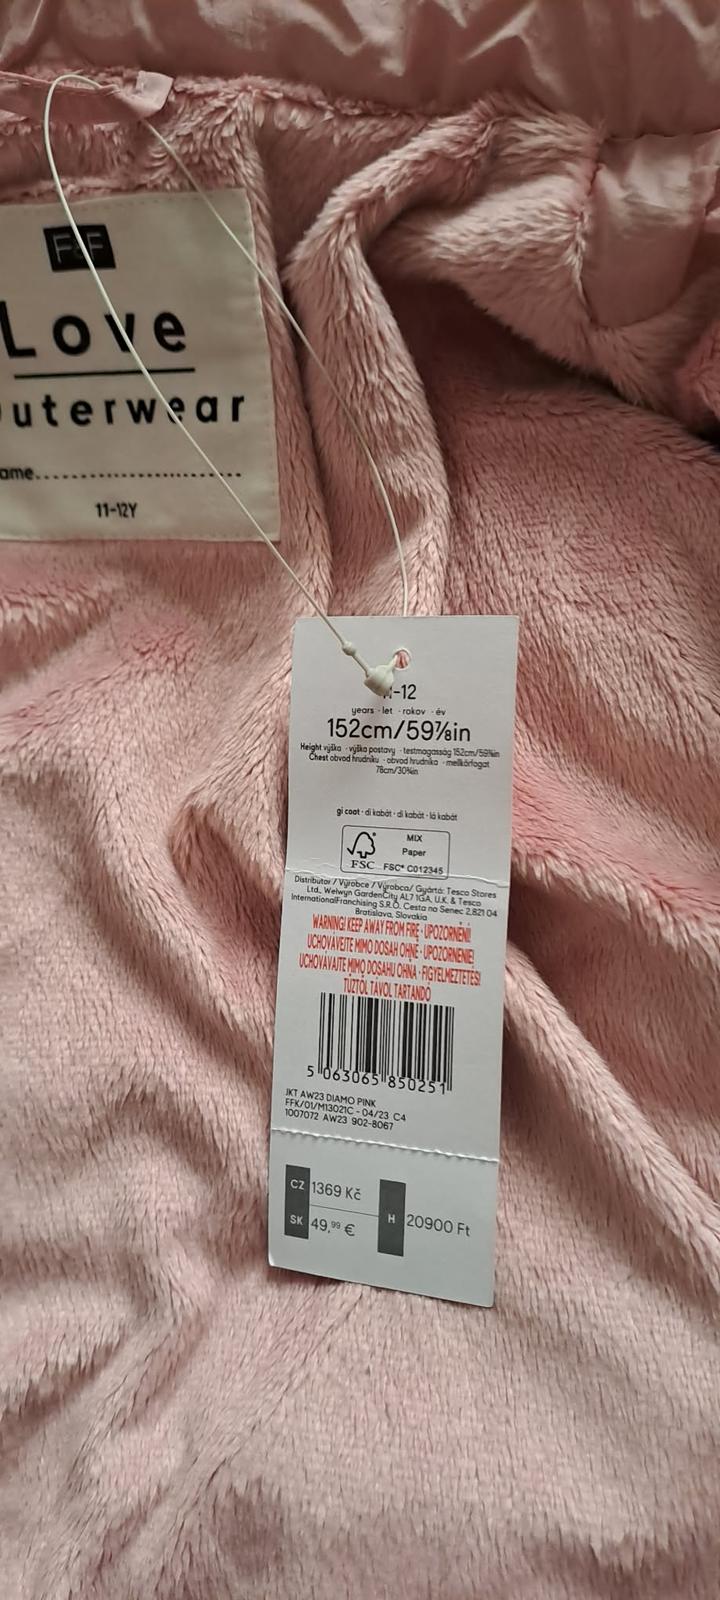 F&F
Love
uterwear
ame
11-12Y
-12
years · let · rokov · év
152cm/59⅞in
Height výška · výška postavy · testmagasság 152cm/59⅞in
Chest obvod hrudníku · obvod hrudníka · mellkörfogat
78cm/30¾in
gi coat · dí kabát · di kabát · lá kabát
MIX
Paper
FSC FSC® C012345
Distributor / Výrobce / Výrobca/ Gyártó: Tesco Stores
Ltd., Welwyn GardenCity AL7 1GA, U.K. & Tesco
InternationalFranchising S.R.O. Cesta na Senec 2,821 04
Bratislava, Slovakia
WARNING! KEEP AWAY FROM FIRE · UPOZORNĚNÍ!
UCHOVÁVEJTE MIMO DOSAH OHNĚ · UPOZORNENIE!
UCHOVÁVAJTE MIMO DOSAHU OHŇA · FIGYELMEZTETÉS!
TŰZTŐL TÁVOL TARTANDÓ
5 063065 850251
JKT AW23 DIAMO PINK
FFK/01/M13021C - 04/23 C4
1007072 AW23 902-8067
CZ 1369 Kč
SK 49,99 €
H 20900 Ft